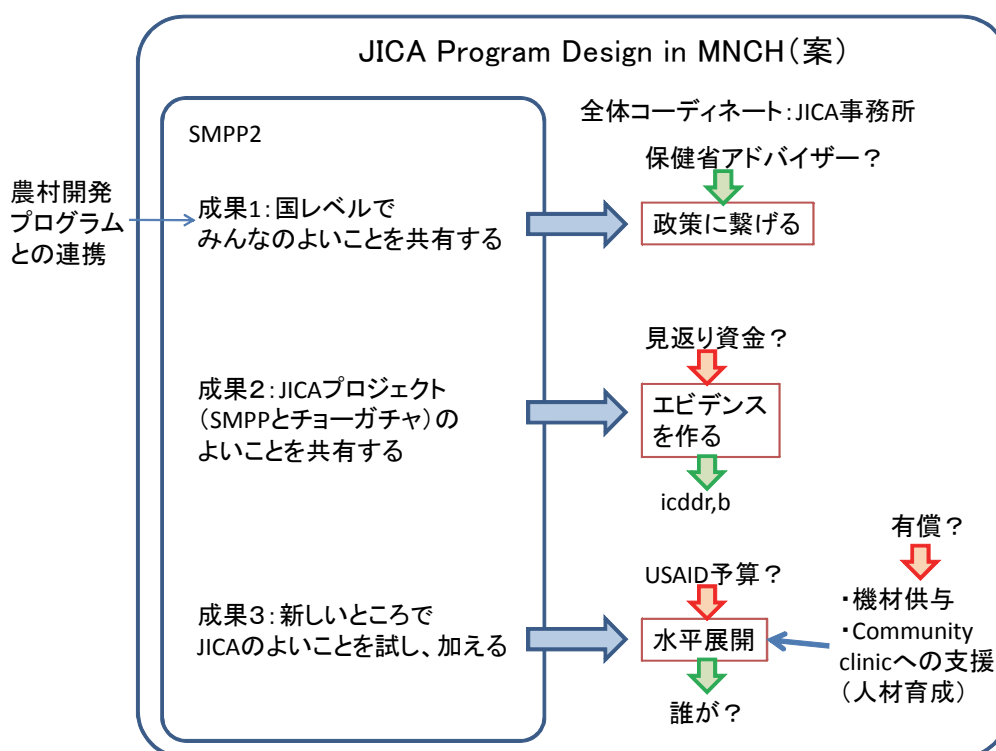 JICA Program Design in MNCH(案)
全体コーディネート:JICA事務所
SMPP2
保健省アドバイザー?
農村開発
プログラム
との連携
成果1:国レベルで
みんなのよいことを共有する
政策に繋げる
見返り資金?
成果2:JICAプロジェクト
(SMPPとチョーガチャ)の
よいことを共有する
エビデンス
を作る
icddr,b
有償?
USAID予算?
成果3:新しいところで
JICAのよいことを試し、加える
水平展開
・機材供与
・Community
clinicへの支援
(人材育成)
誰が?